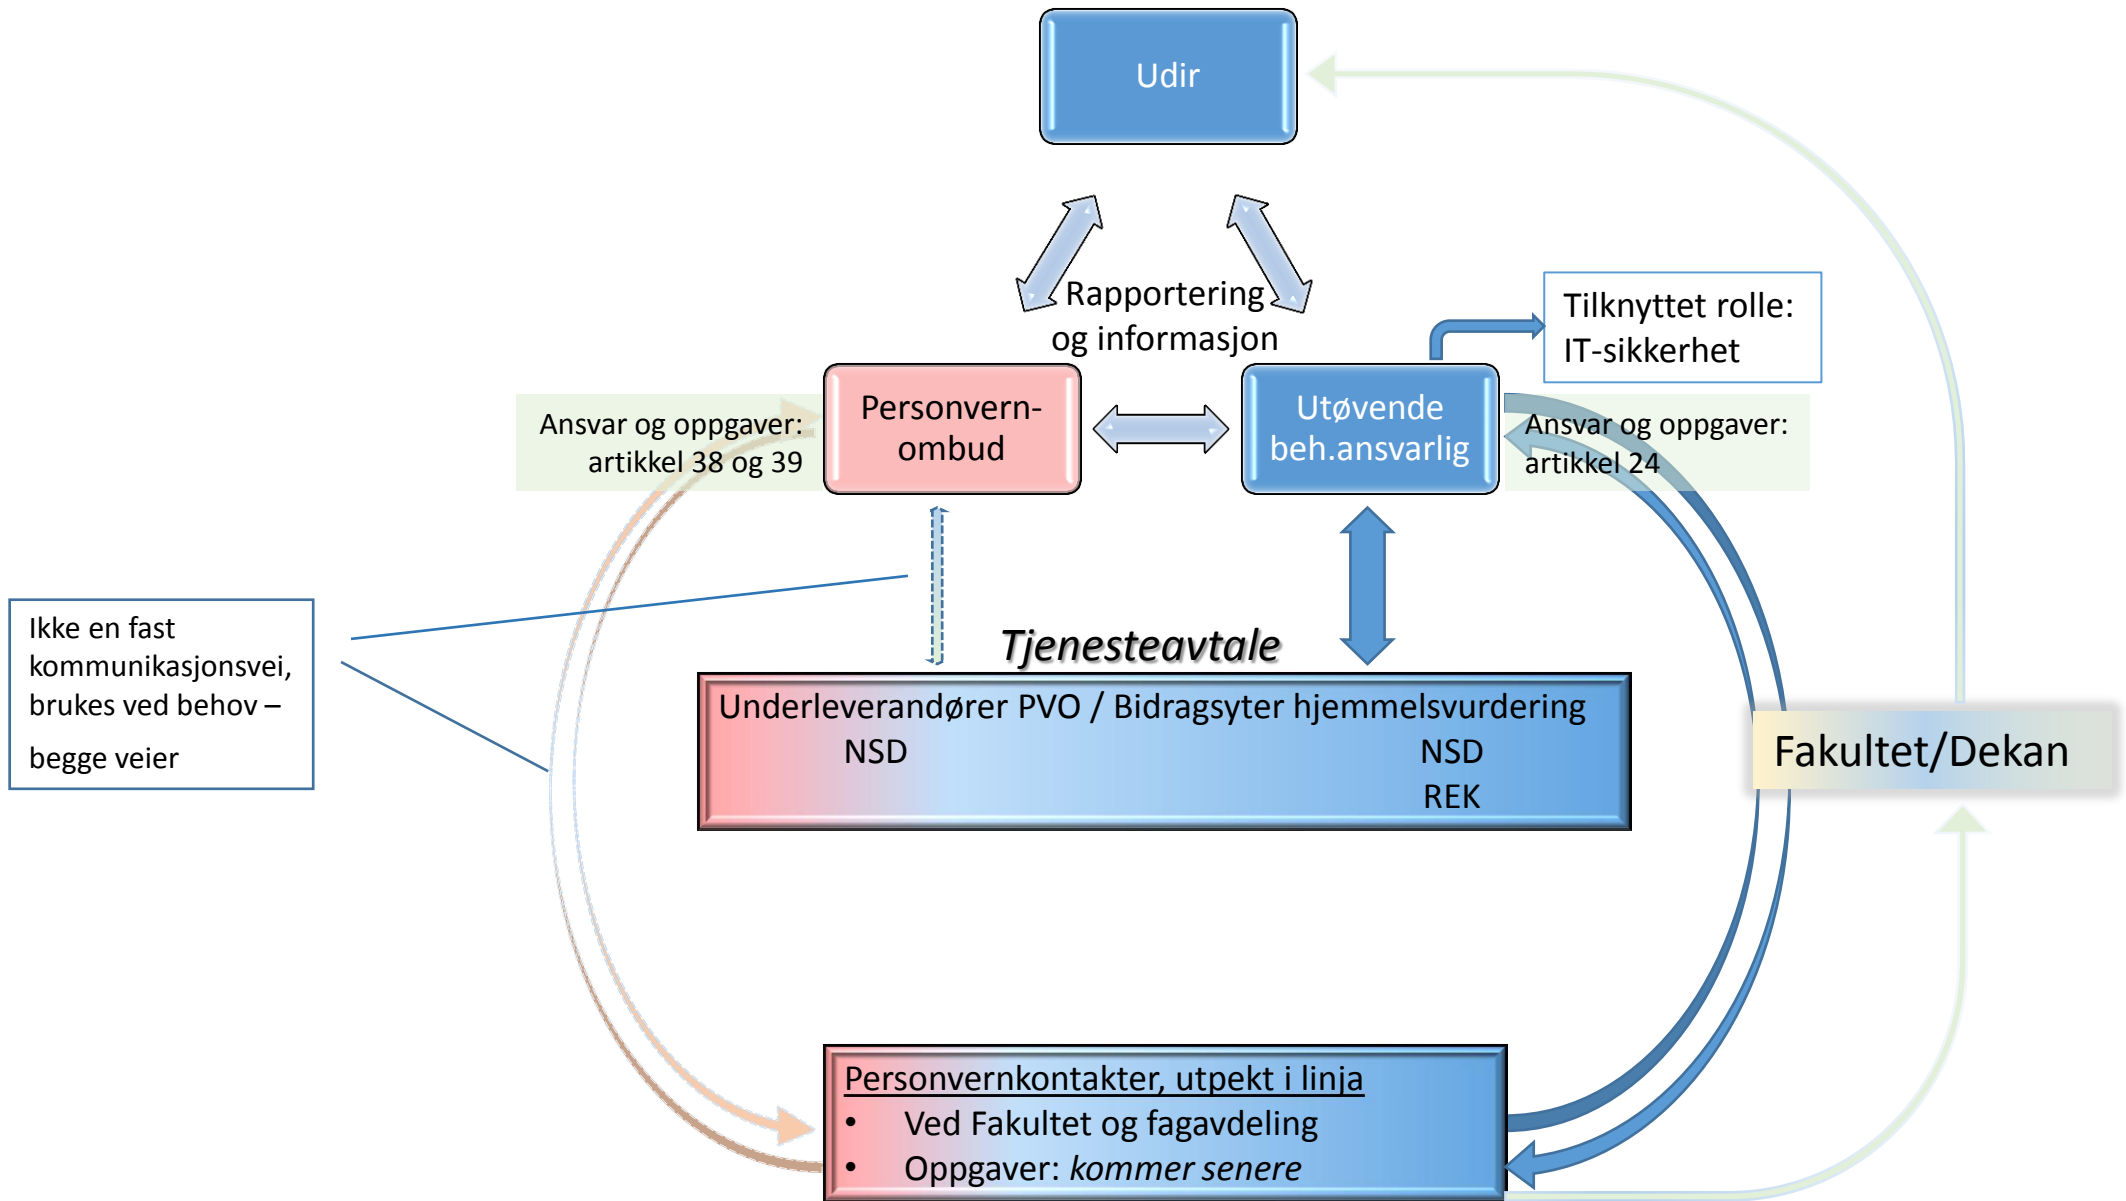 Udir
Rapportering
og informasjon
Tilknyttet rolle:
IT-sikkerhet
Ansvar og oppgaver:
artikkel 38 og 39
Personvern-
ombud
Utøvende
beh.ansvarlig
Ansvar og oppgaver:
artikkel 24
Ikke en fast
kommunikasjonsvei,
brukes ved behov –
begge veier
Tjenesteavtale
Underleverandører PVO / Bidragsyter hjemmelsvurdering
NSD NSD
REK
Fakultet/Dekan
Personvernkontakter, utpekt i linja
• Ved Fakultet og fagavdeling
• Oppgaver: kommer senere